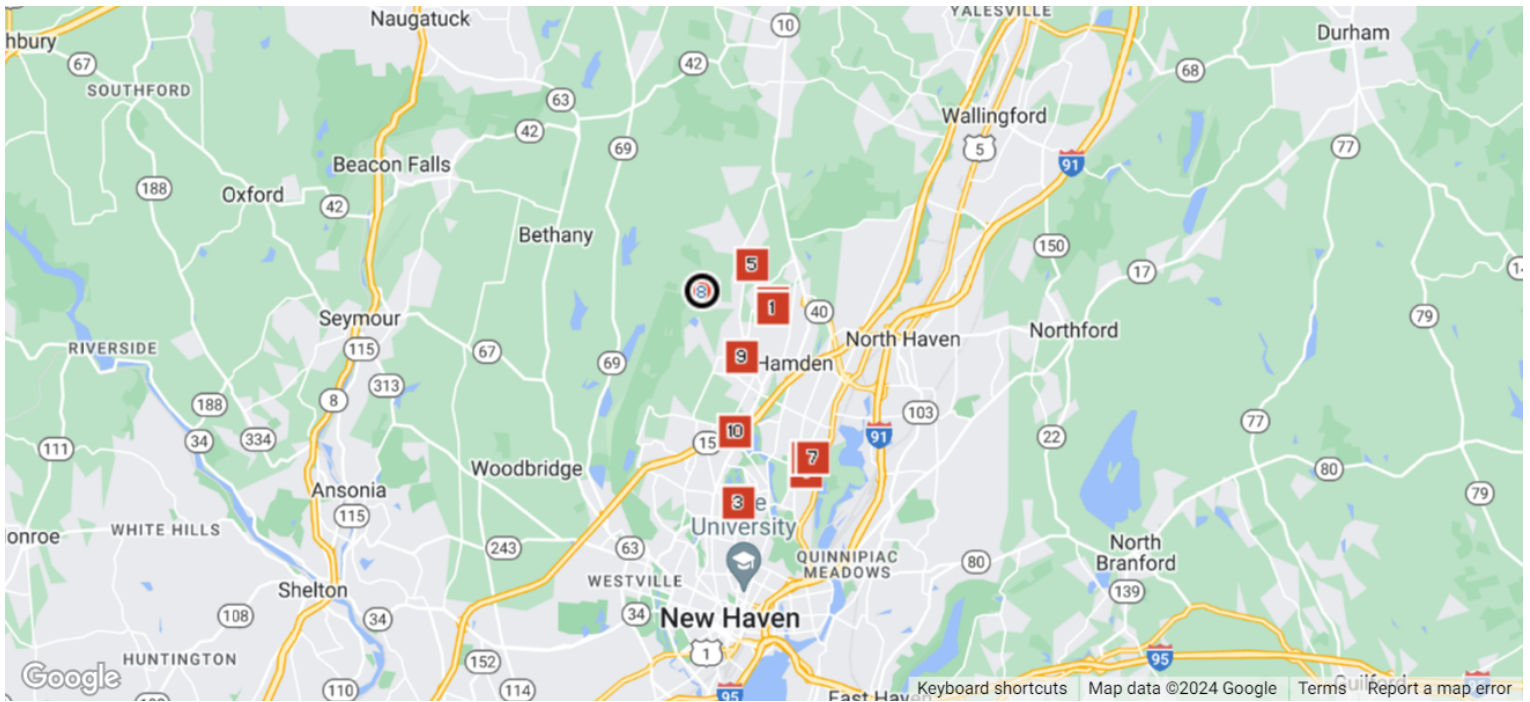 Naugatuck
10
YALESVILLE
Durham
hbury
67
42
68
SOUTHFORD
63
Wallingford
42
5
69
77
Beacon Falls
91
188
Oxford
42
Bethany
150
17
5
14
8
1
40
Seymour
79
Northford
North Haven
RIVERSIDE
115
67
69
9
Hamden
313
188
8
103
77
34
334
10
15
91
22
111
7
Woodbridge
80
Ansonia
79
115
3
University
WHITE HILLS
onroe
243
63
North
Branford
QUINNIPIAC
MEADOWS
80
WESTVILLE
Shelton
139
108
34
34
New Haven
HUNTINGTON
152
1
95
Google
110
114
95
East Haven
Keyboard shortcuts
Map data ©2024 Google
Terms
Guilford
Report a map error